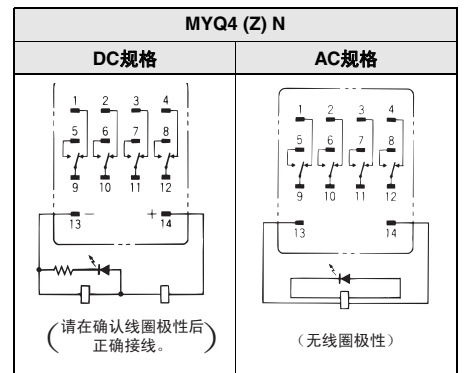 MYQ4 (Z) N
DC规格
AC规格
1 2 3 4
5 6 7 8
9 10 11 12
13 − + 14
(请在确认线圈极性后
正确接线。)
1 2 3 4
5 6 7 8
9 10 11 12
13 14
(无线圈极性)